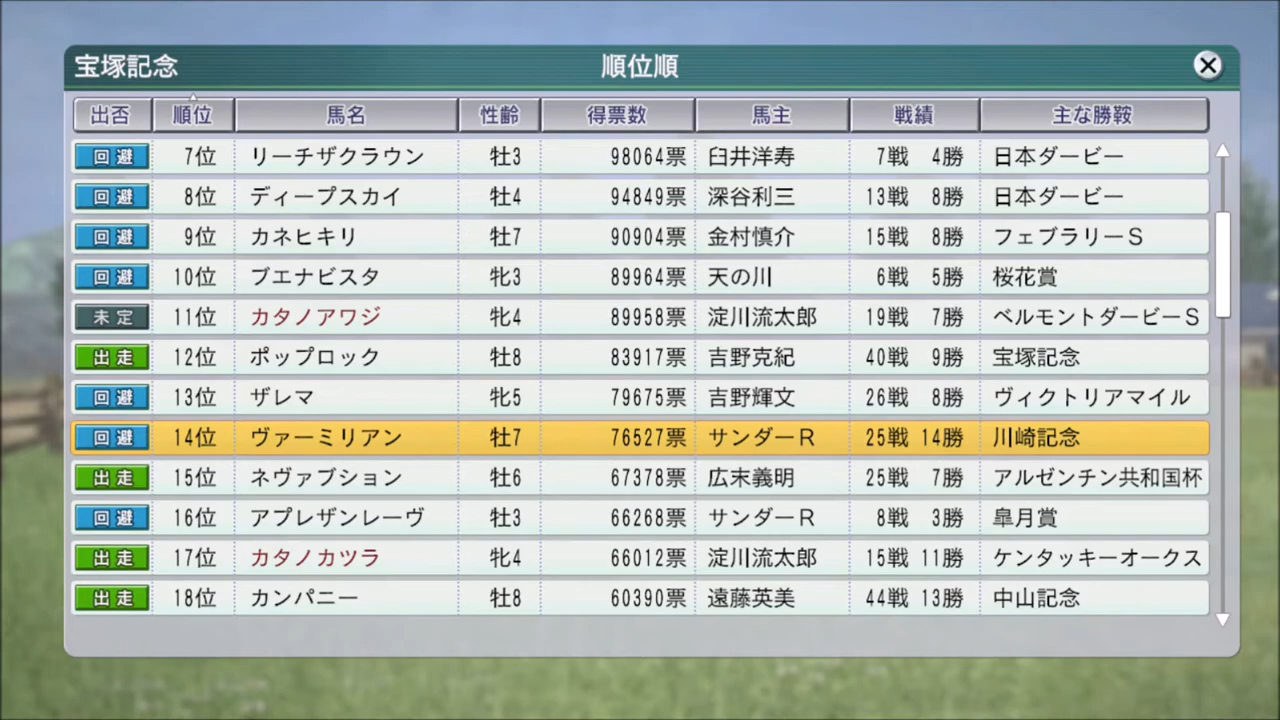 宝塚記念 順位順
出否 順位 馬名 性齢 得票数 馬主 戦績 主な勝鞍
回避 7位 リーチザクラウン 牡3 98064票 臼井洋寿 7戦 4勝 日本ダービー
回避 8位 ディープスカイ 牡4 94849票 深谷利三 13戦 8勝 日本ダービー
回避 9位 カネヒキリ 牡7 90904票 金村慎介 15戦 8勝 フェブラリーS
回避 10位 ブエナビスタ 牝3 89964票 天の川 6戦 5勝 桜花賞
未定 11位 カタノアワジ 牝4 89958票 淀川流太郎 19戦 7勝 ベルモントダービーS
出走 12位 ポップロック 牡8 83917票 吉野克紀 40戦 9勝 宝塚記念
回避 13位 ザレマ 牝5 79675票 吉野輝文 26戦 8勝 ヴィクトリアマイル
回避 14位 ヴァーミリアン 牡7 76527票 サンダーR 25戦 14勝 川崎記念
出走 15位 ネヴァブション 牡6 67378票 広末義明 25戦 7勝 アルゼンチン共和国杯
回避 16位 アプレザンレーヴ 牡3 66268票 サンダーR 8戦 3勝 皐月賞
出走 17位 カタノカツラ 牝4 66012票 淀川流太郎 15戦 11勝 ケンタッキーオークス
出走 18位 カンパニー 牡8 60390票 遠藤英美 44戦 13勝 中山記念